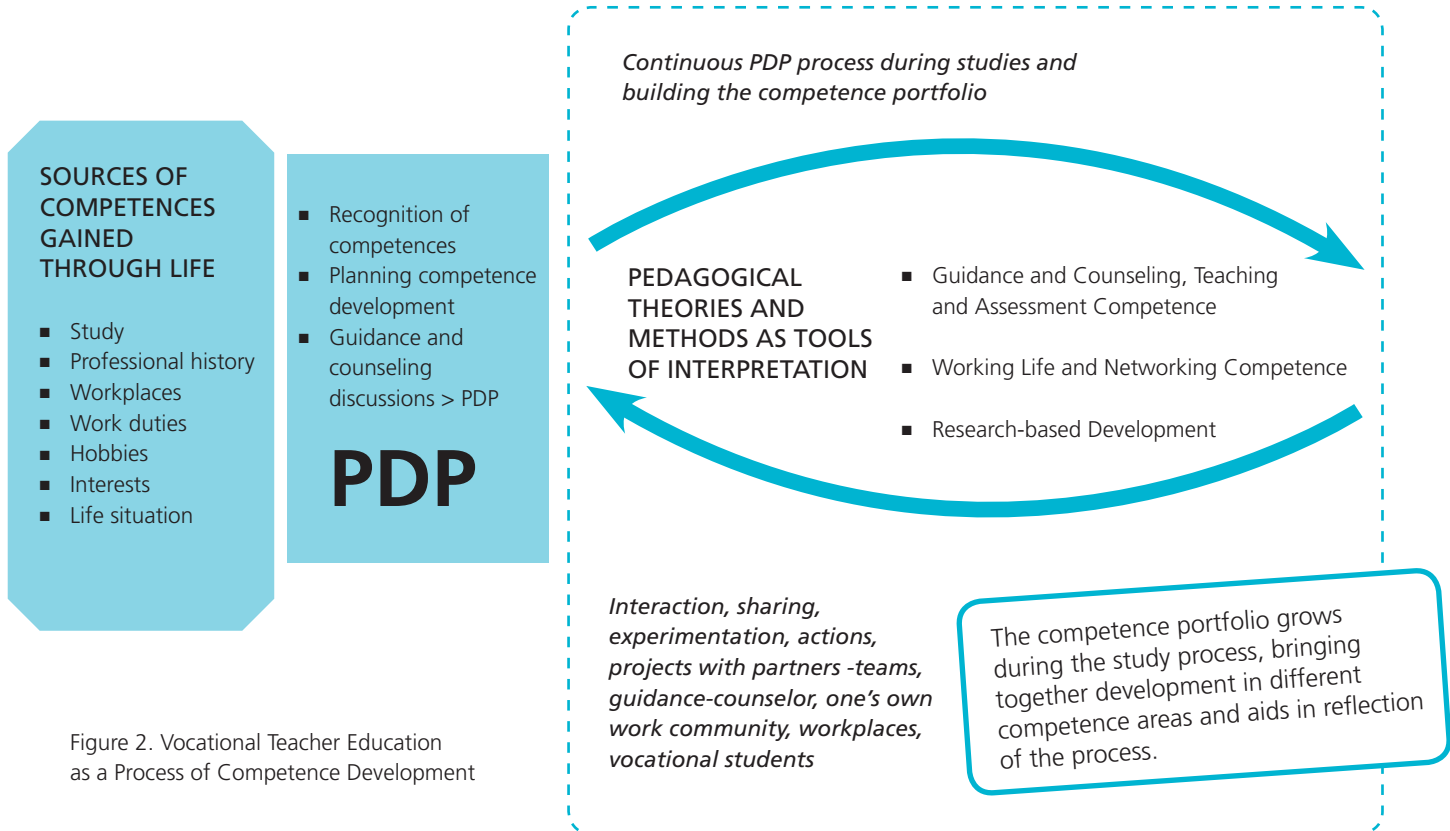 SOURCES OF
COMPETENCES
GAINED
THROUGH LIFE
■ Study
■ Professional history
■ Workplaces
■ Work duties
■ Hobbies
■ Interests
■ Life situation
■ Recognition of
competences
■ Planning competence
development
■ Guidance and
counseling
discussions > PDP
PDP
Continuous PDP process during studies and
building the competence portfolio
PEDAGOGICAL
THEORIES AND
METHODS AS TOOLS
OF INTERPRETATION
■ Guidance and Counseling, Teaching
and Assessment Competence
■ Working Life and Networking Competence
■ Research-based Development
Interaction, sharing,
experimentation, actions,
projects with partners -teams,
guidance-counselor, one's own
work community, workplaces,
vocational students
The competence portfolio grows
during the study process, bringing
together development in different
competence areas and aids in reflection
of the process.
Figure 2. Vocational Teacher Education
as a Process of Competence Development